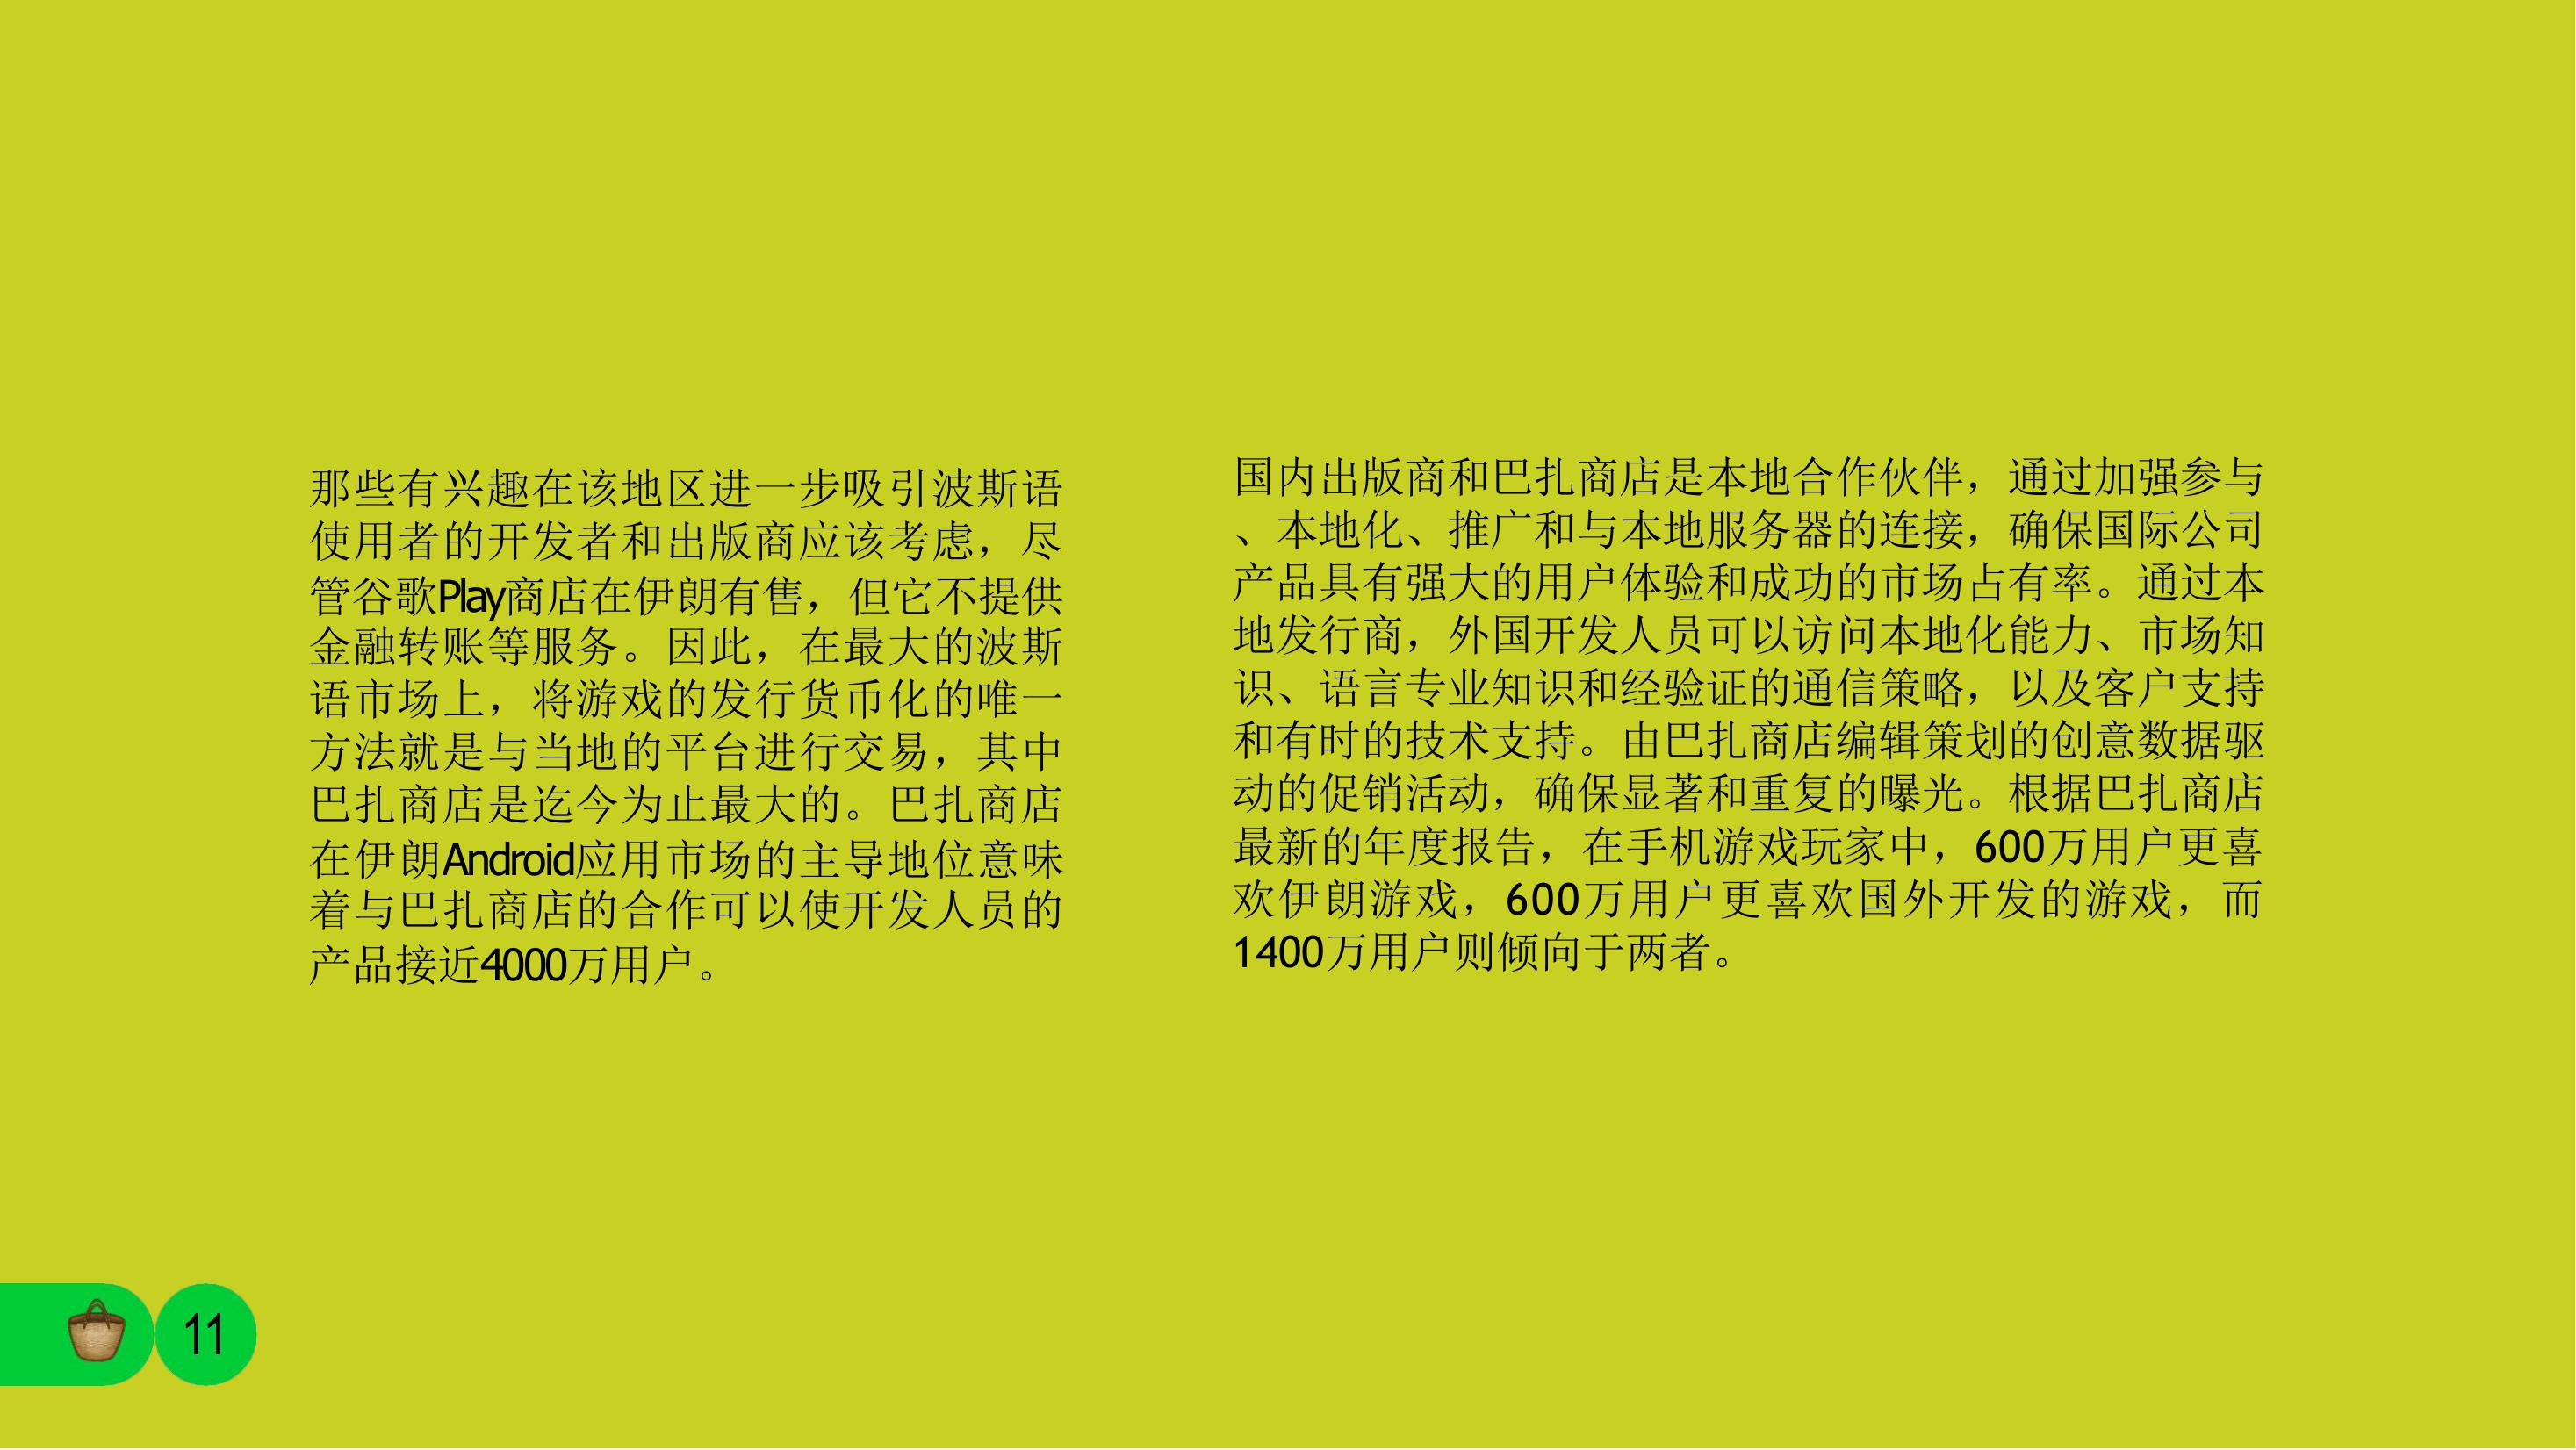 那些有兴趣在该地区进一步吸引波斯语
使用者的开发者和出版商应该考虑，尽
管谷歌Play商店在伊朗有售，但它不提供
金融转账等服务。因此，在最大的波斯
语市场上，将游戏的发行货币化的唯一
方法就是与当地的平台进行交易，其中
巴扎商店是迄今为止最大的。巴扎商店
在伊朗Android应用市场的主导地位意味
着与巴扎商店的合作可以使开发人员的
产品接近4000万用户。
国内出版商和巴扎商店是本地合作伙伴，通过加强参与
、本地化、推广和与本地服务器的连接，确保国际公司
产品具有强大的用户体验和成功的市场占有率。通过本
地发行商，外国开发人员可以访问本地化能力、市场知
识、语言专业知识和经验证的通信策略，以及客户支持
和有时的技术支持。由巴扎商店编辑策划的创意数据驱
动的促销活动，确保显著和重复的曝光。根据巴扎商店
最新的年度报告，在手机游戏玩家中，600万用户更喜
欢伊朗游戏，600万用户更喜欢国外开发的游戏，而
1400万用户则倾向于两者。
11